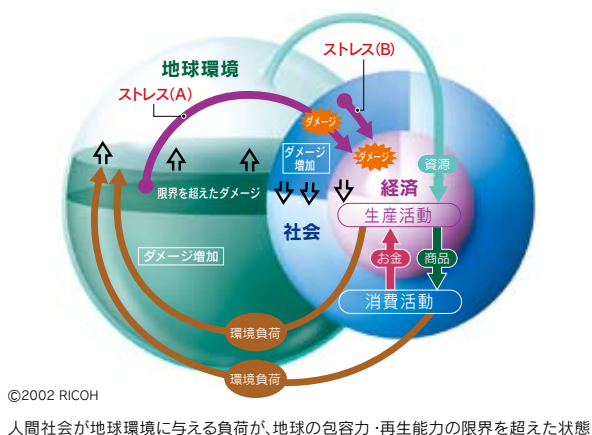 地球環境
ストレス(A)
ストレス(B)
ダメージ
ダメージ
ダメージ
増加
資源
限界を超えたダメージ
経済
生産活動
社会
ダメージ増加
お金
商品
消費活動
環境負荷
環境負荷
©2002 RICOH
人間社会が地球環境に与える負荷が、地球の包容力・再生能力の限界を超えた状態